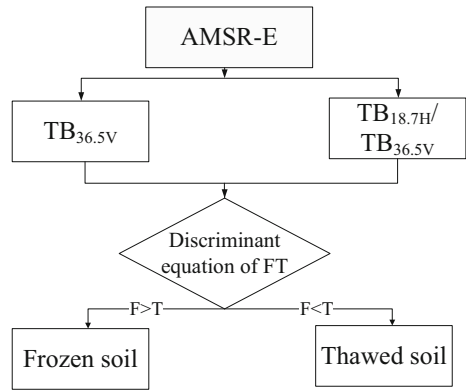 AMSR-E
TB36.5V
TB18.7H/
TB36.5V
Discriminant
equation of FT
F>T
F<T
Frozen soil
Thawed soil